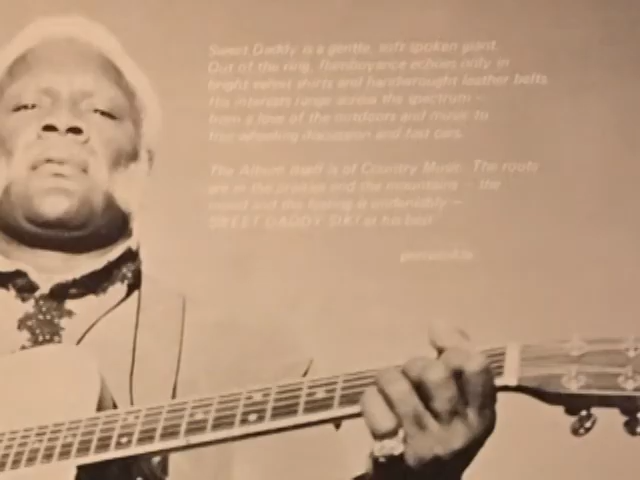 Sweet Daddy is a gentle, soft-spoken giant.
Out of the ring, flamboyance echoes only in
bright velvet shirts and handwrought leather belts.
His interests range across the spectrum —
from a love of the outdoors and music to
free wheeling discussion and fast cars.
The Album itself is of Country Music. The roots
are in the prairies and the mountains — the
sound and the feeling is undeniably —
SWEET DADDY SIKI at his best